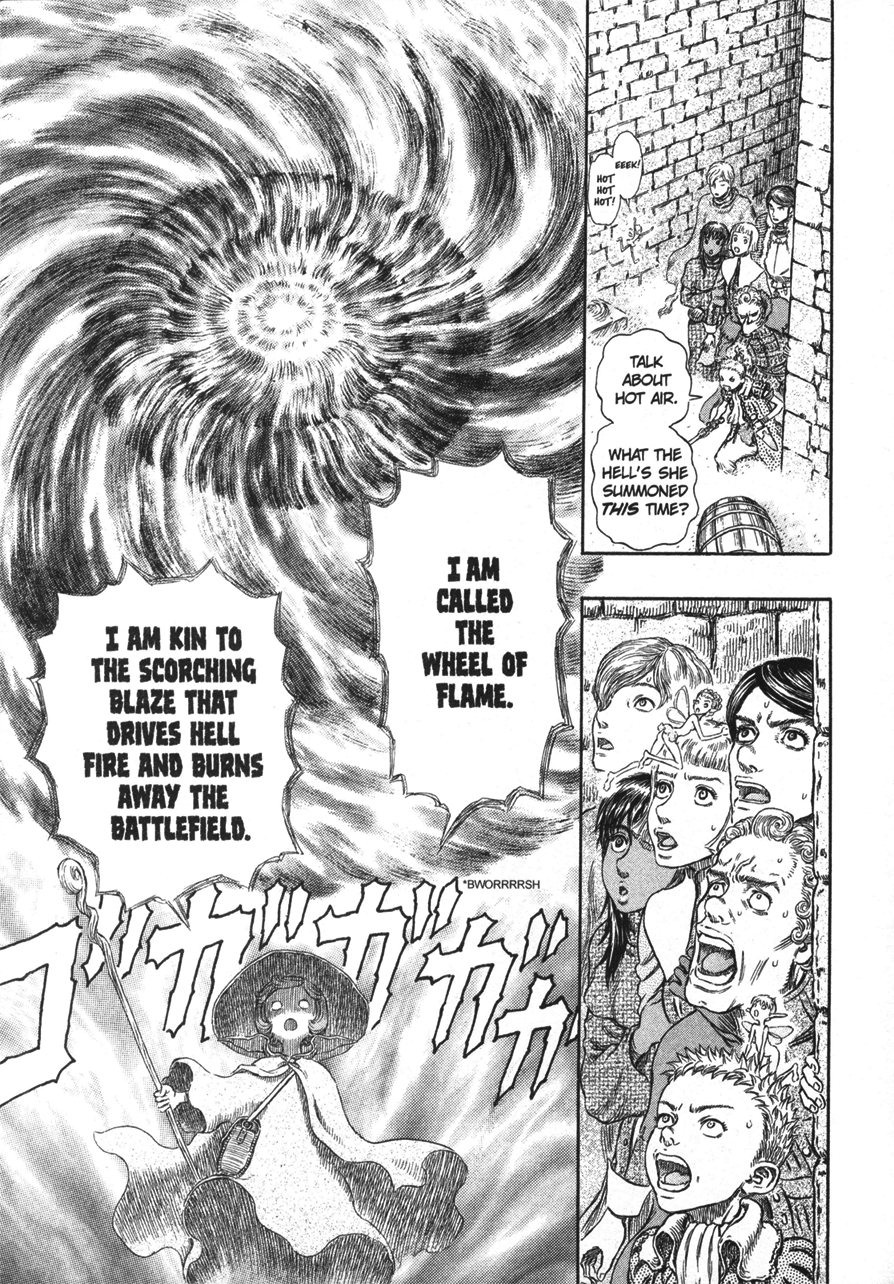 EEEK!
HOT
HOT
HOT!
TALK
ABOUT
HOT AIR.
WHAT THE
HELL'S SHE
SUMMONED
THIS TIME?
I AM
CALLED
THE
WHEEL OF
FLAME.
I AM KIN TO
THE SCORCHING
BLAZE THAT
DRIVES HELL
FIRE AND BURNS
AWAY THE
BATTLEFIELD.
*BWORRRRSH
ゴガガガガガ